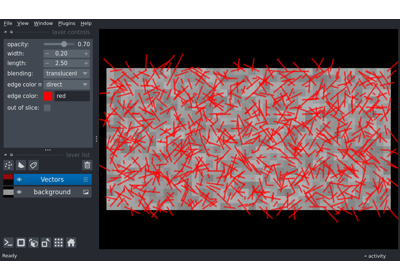 File View Window Plugins Help
layer controls
opacity: 0.70
width: 0.20
length: 2.50
blending: translucent
edge color m direct
edge color: red
out of slice:
layer list
Vectors
background
Ready
activity